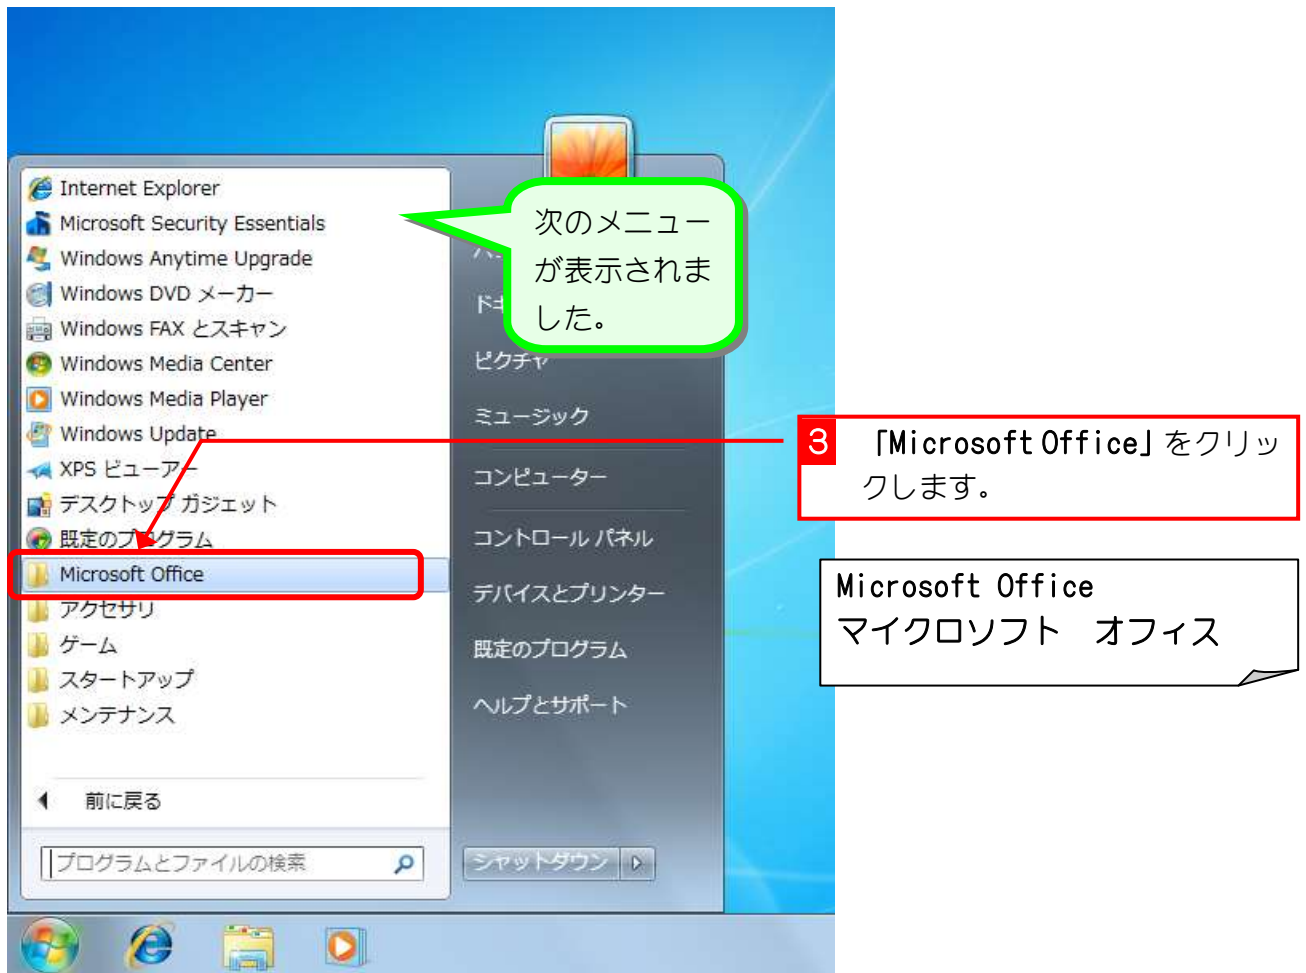 Internet Explorer
Microsoft Security Essentials
Windows Anytime Upgrade
Windows DVD メーカー
Windows FAX とスキャン
Windows Media Center
Windows Media Player
Windows Update
XPS ビューアー
デスクトップ ガジェット
既定のプログラム
Microsoft Office
アクセサリ
ゲーム
スタートアップ
メンテナンス
前に戻る
プログラムとファイルの検索
次のメニュー
が表示されま
した。
ピクチャ
ミュージック
コンピューター
コントロール パネル
デバイスとプリンター
既定のプログラム
ヘルプとサポート
シャットダウン
3 「Microsoft Office」をクリッ
クします。
Microsoft Office
マイクロソフト　オフィス